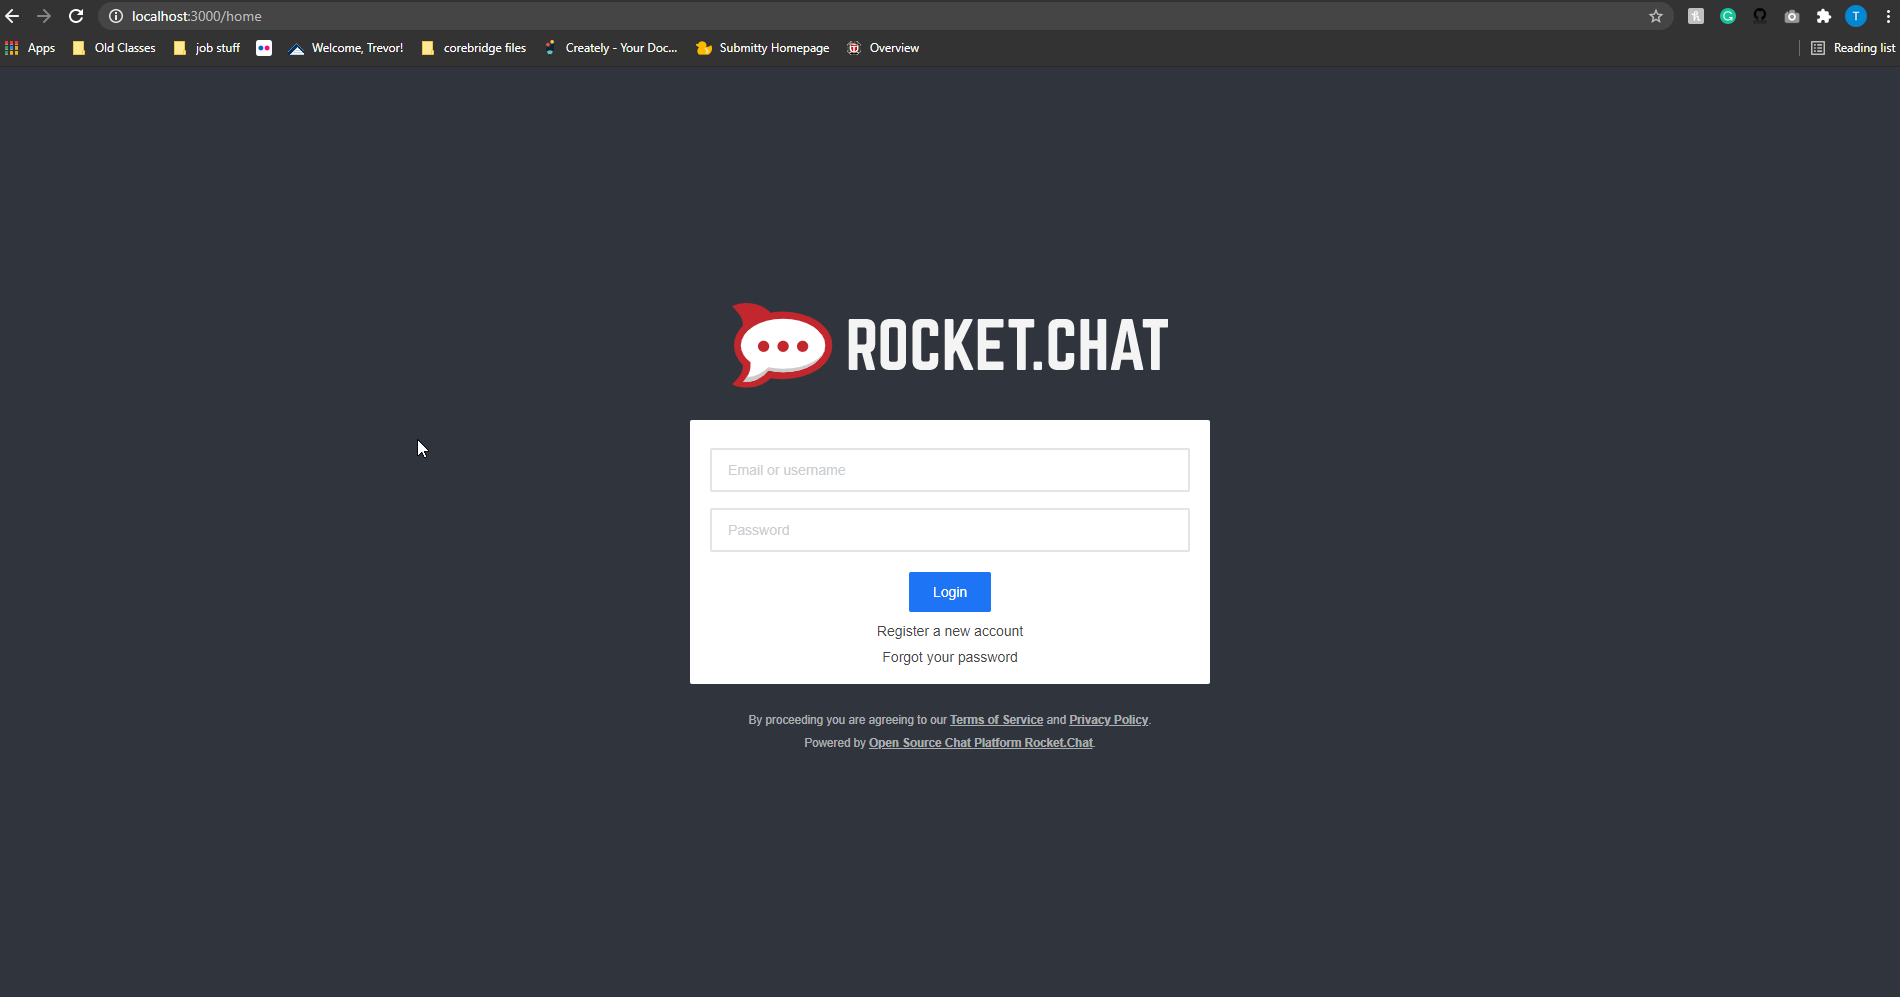 localhost:3000/home
T
Apps Old Classes job stuff Welcome, Trevor! corebridge files Creately - Your Doc... Submitty Homepage Overview Reading list
ROCKET.CHAT
Email or username
Password
Login
Register a new account
Forgot your password
By proceeding you are agreeing to our Terms of Service and Privacy Policy.
Powered by Open Source Chat Platform Rocket.Chat.